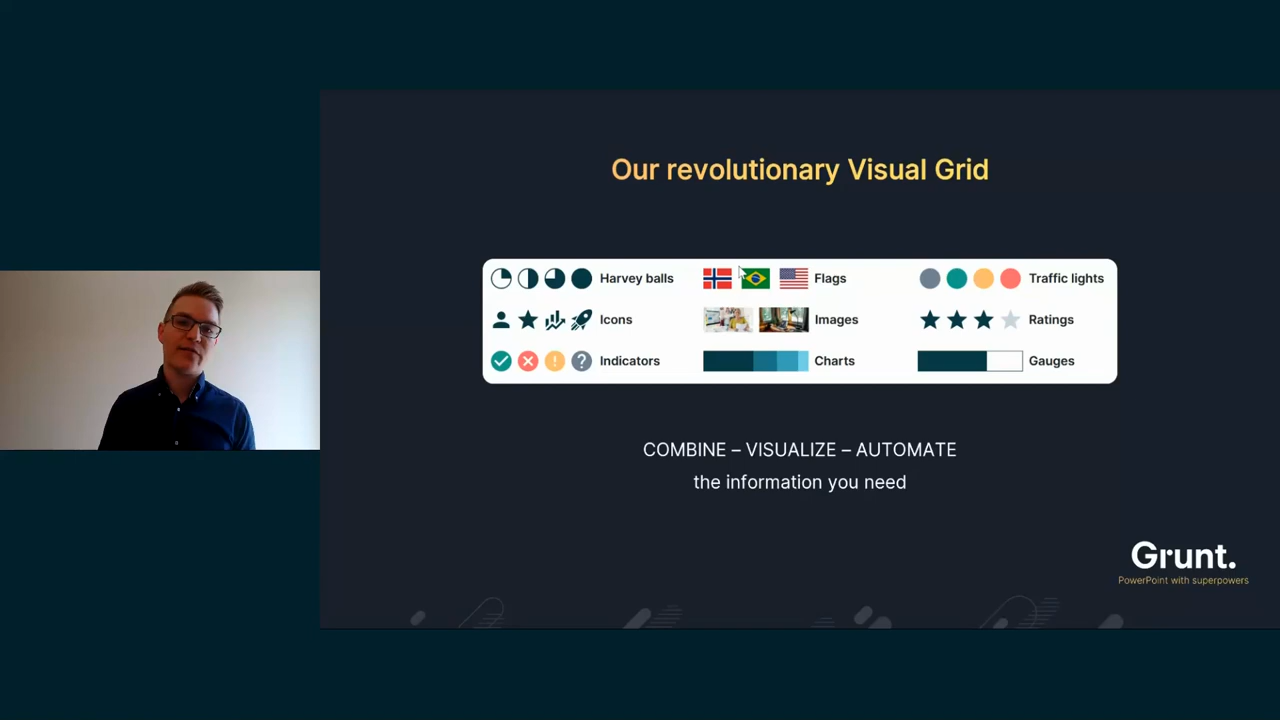 Our revolutionary Visual Grid
Harvey balls Flags Traffic lights
Icons Images Ratings
Indicators Charts Gauges
COMBINE – VISUALIZE – AUTOMATE
the information you need
Grunt.
PowerPoint with superpowers